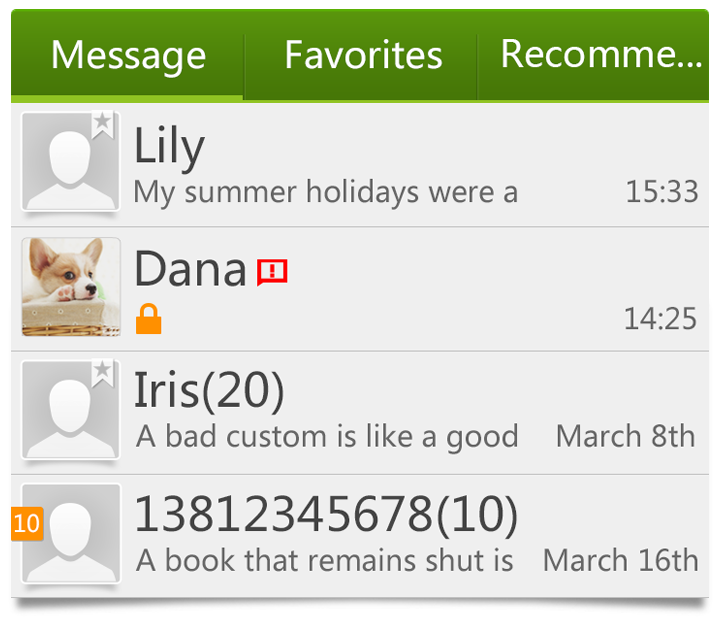 Message Favorites Recomme...
Lily
My summer holidays were a 15:33
Dana
14:25
Iris(20)
A bad custom is like a good March 8th
13812345678(10)
10
A book that remains shut is March 16th